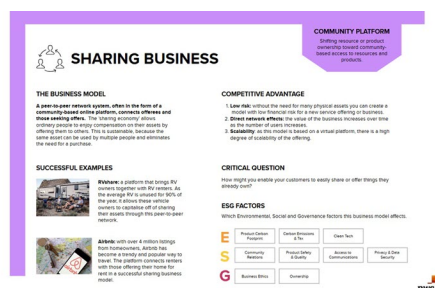 COMMUNITY PLATFORM
Shifting resource or product
ownership toward community-
based access to resources and
products.
SHARING BUSINESS
THE BUSINESS MODEL
A peer-to-peer network system, often in the form of a
community-based online platform, connects offerees and
those seeking offers. The 'sharing economy' allows
ordinary people to enjoy compensation on their assets by
offering them to others. This is sustainable, because the
same asset can be used by multiple people and eliminates
the need for a purchase.
COMPETITIVE ADVANTAGE
1. Low risk: without the need for many physical assets you can create a
model with low financial risk for a new service offering or business.
2. Direct network effects: the value of the business increases over time
as the number of users increases.
3. Scalability: as this model is based on a virtual platform, there is a high
degree of scalability of the offering.
SUCCESSFUL EXAMPLES
RVshare: a platform that brings RV
owners together with RV renters. As
the average RV is unused for 90% of
the year, it allows these vehicle
owners to capitalise off of sharing
their assets through this peer-to-peer
network.
Airbnb: with over 4 million listings
from homeowners, Airbnb has
become a trendy and popular way to
travel. The platform connects renters
with those offering their home for
rent in a successful sharing business
model.
CRITICAL QUESTION
How might you enable your customers to easily share or offer things they
already own?
ESG FACTORS
Which Environmental, Social and Governance factors this business model affects.
E
Product Carbon
Footprint
Carbon Emissions
& Tax
Clean Tech
S
Community
Relations
Product Safety
& Quality
Access to
Communications
Privacy & Data
Security
G
Business Ethics
Ownership
pwc